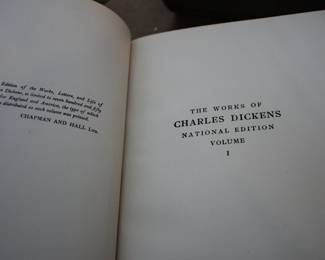 Edition of the Works, Letters, and Life of
Dickens, is limited to seven hundred and fifty
for England and America, the type of which
distributed as each volume was printed.
CHAPMAN AND HALL LTD.
THE WORKS OF
CHARLES DICKENS
NATIONAL EDITION
VOLUME
I